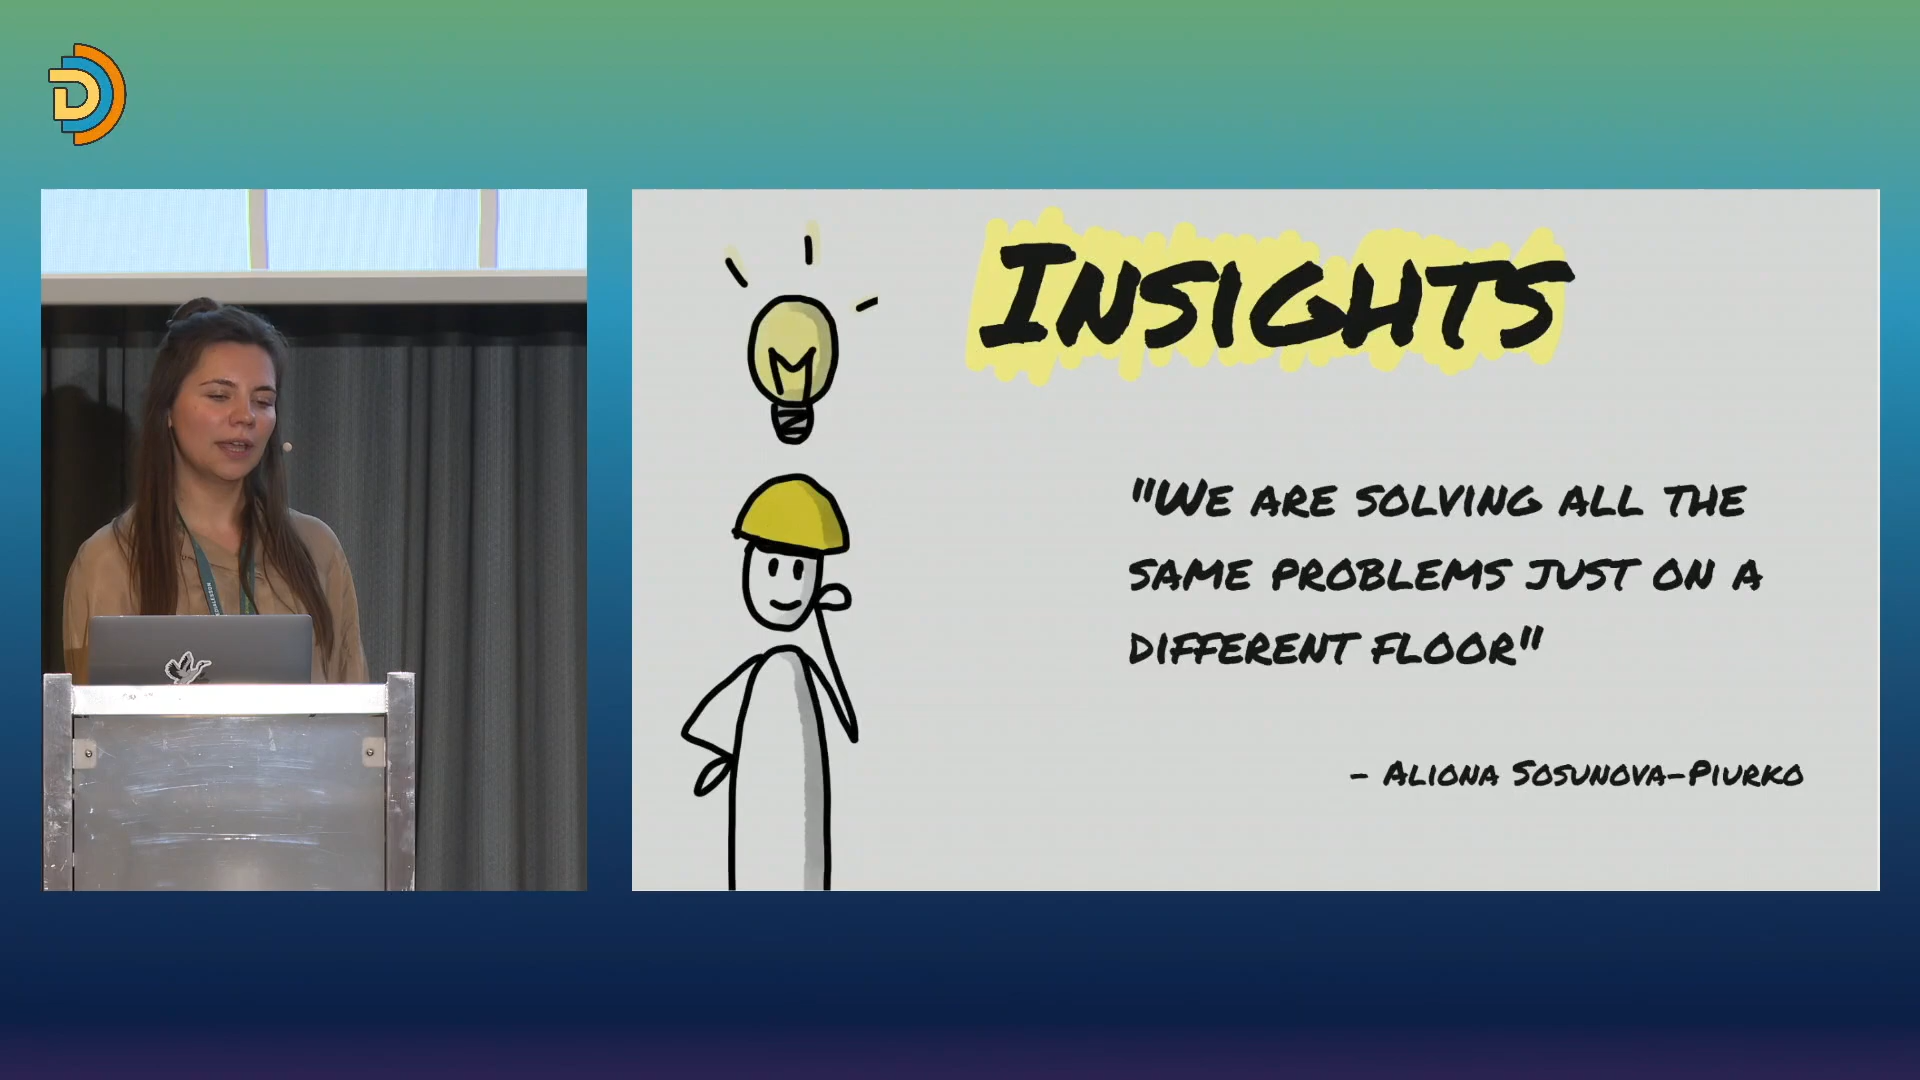 Insights
"We are solving all the
same problems just on a
different floor"
- Aliona Sosunova-Piurko